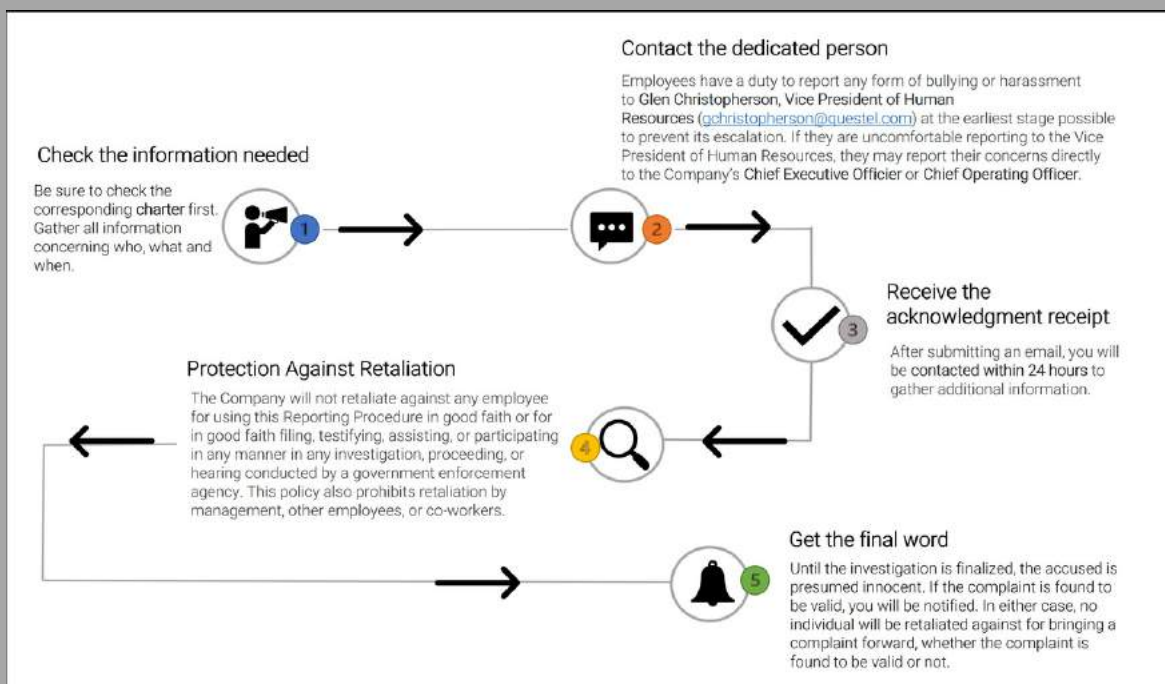 Check the information needed
Be sure to check the
corresponding charter first.
Gather all information
concerning who, what and
when.
1
Contact the dedicated person
Employees have a duty to report any form of bullying or harassment
to Glen Christopherson, Vice President of Human
Resources (gchristopherson@questel.com) at the earliest stage possible
to prevent its escalation. If they are uncomfortable reporting to the Vice
President of Human Resources, they may report their concerns directly
to the Company's Chief Executive Officier or Chief Operating Officer.
2
Receive the
acknowledgment receipt
After submitting an email, you will
be contacted within 24 hours to
gather additional information.
3
Protection Against Retaliation
The Company will not retaliate against any employee
for using this Reporting Procedure in good faith or for
in good faith filing, testifying, assisting, or participating
in any manner in any investigation, proceeding, or
hearing conducted by a government enforcement
agency. This policy also prohibits retaliation by
management, other employees, or co-workers.
4
Get the final word
Until the investigation is finalized, the accused is
presumed innocent. If the complaint is found to
be valid, you will be notified. In either case, no
individual will be retaliated against for bringing a
complaint forward, whether the complaint is
found to be valid or not.
5